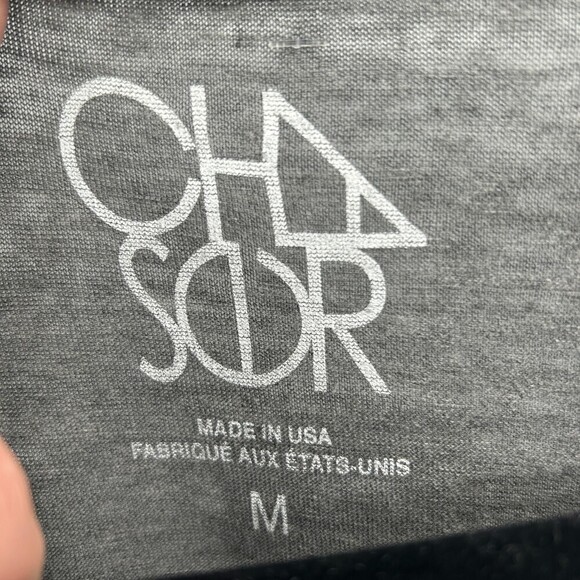 CHA
SER
MADE IN USA
FABRIQUÉ AUX ÉTATS-UNIS
M